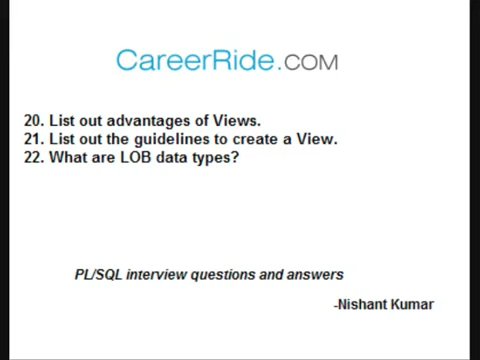 CareerRide.COM
20. List out advantages of Views.
21. List out the guidelines to create a View.
22. What are LOB data types?
PL/SQL interview questions and answers
-Nishant Kumar